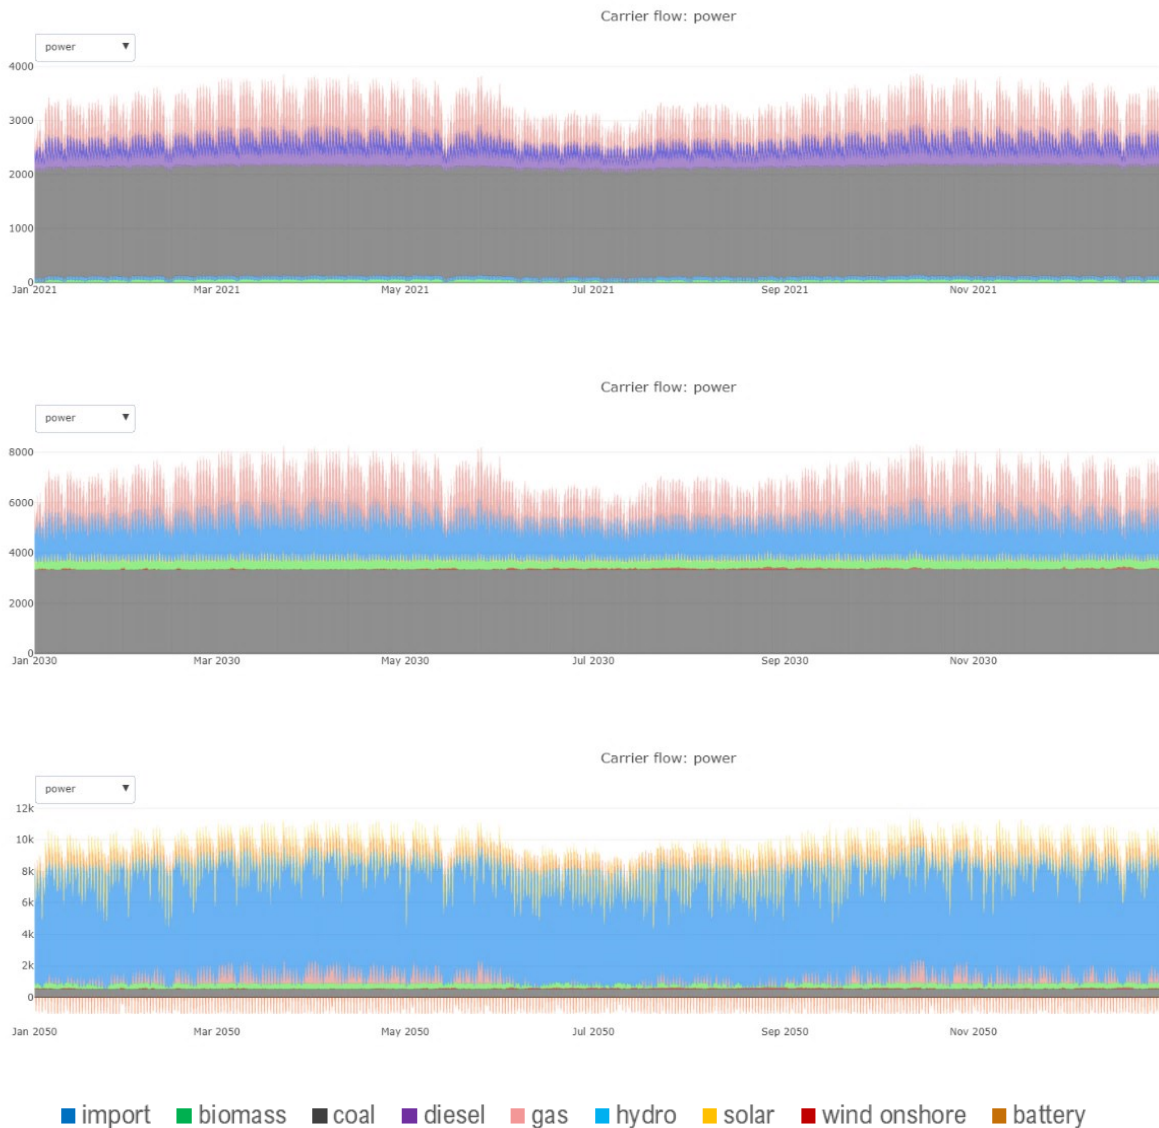 Carrier flow: power
power ▼
4000
3000
2000
1000
0
Jan 2021 Mar 2021 May 2021 Jul 2021 Sep 2021 Nov 2021
Carrier flow: power
power ▼
8000
6000
4000
2000
0
Jan 2030 Mar 2030 May 2030 Jul 2030 Sep 2030 Nov 2030
Carrier flow: power
power ▼
12k
10k
8k
6k
4k
2k
0
Jan 2050 Mar 2050 May 2050 Jul 2050 Sep 2050 Nov 2050
import biomass coal diesel gas hydro solar wind onshore battery